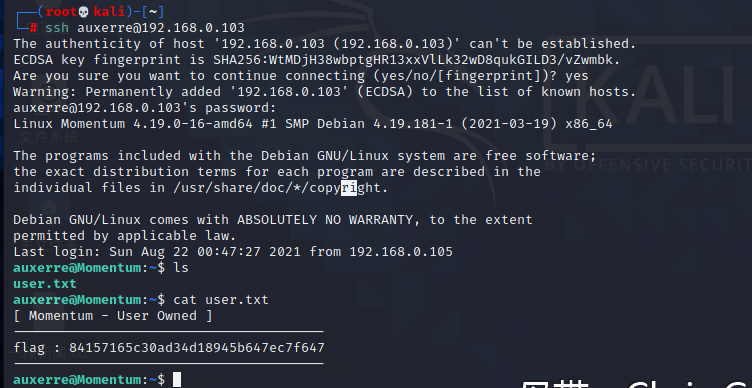 (root💀kali)-[~]
# ssh auxerre@192.168.0.103
The authenticity of host '192.168.0.103 (192.168.0.103)' can't be established.
ECDSA key fingerprint is SHA256:WtMDjH38wbptgHR13xxVlLk32wD8qukGILD3/vZwmbk.
Are you sure you want to continue connecting (yes/no/[fingerprint])? yes
Warning: Permanently added '192.168.0.103' (ECDSA) to the list of known hosts.
auxerre@192.168.0.103's password:
Linux Momentum 4.19.0-16-amd64 #1 SMP Debian 4.19.181-1 (2021-03-19) x86_64
文件系统
KALI
The programs included with the Debian GNU/Linux system are free software;
the exact distribution terms for each program are described in the
BY OFFENSIVE SECURIT
individual files in /usr/share/doc/*/copyright.
Debian GNU/Linux comes with ABSOLUTELY NO WARRANTY, to the extent
permitted by applicable law.
Last login: Sun Aug 22 00:47:27 2021 from 192.168.0.105
auxerre@Momentum:~$ ls
user.txt
auxerre@Momentum:~$ cat user.txt
[ Momentum - User Owned ]
---------------------------------------
flag : 84157165c30ad34d18945b647ec7f647
---------------------------------------
auxerre@Momentum:~$